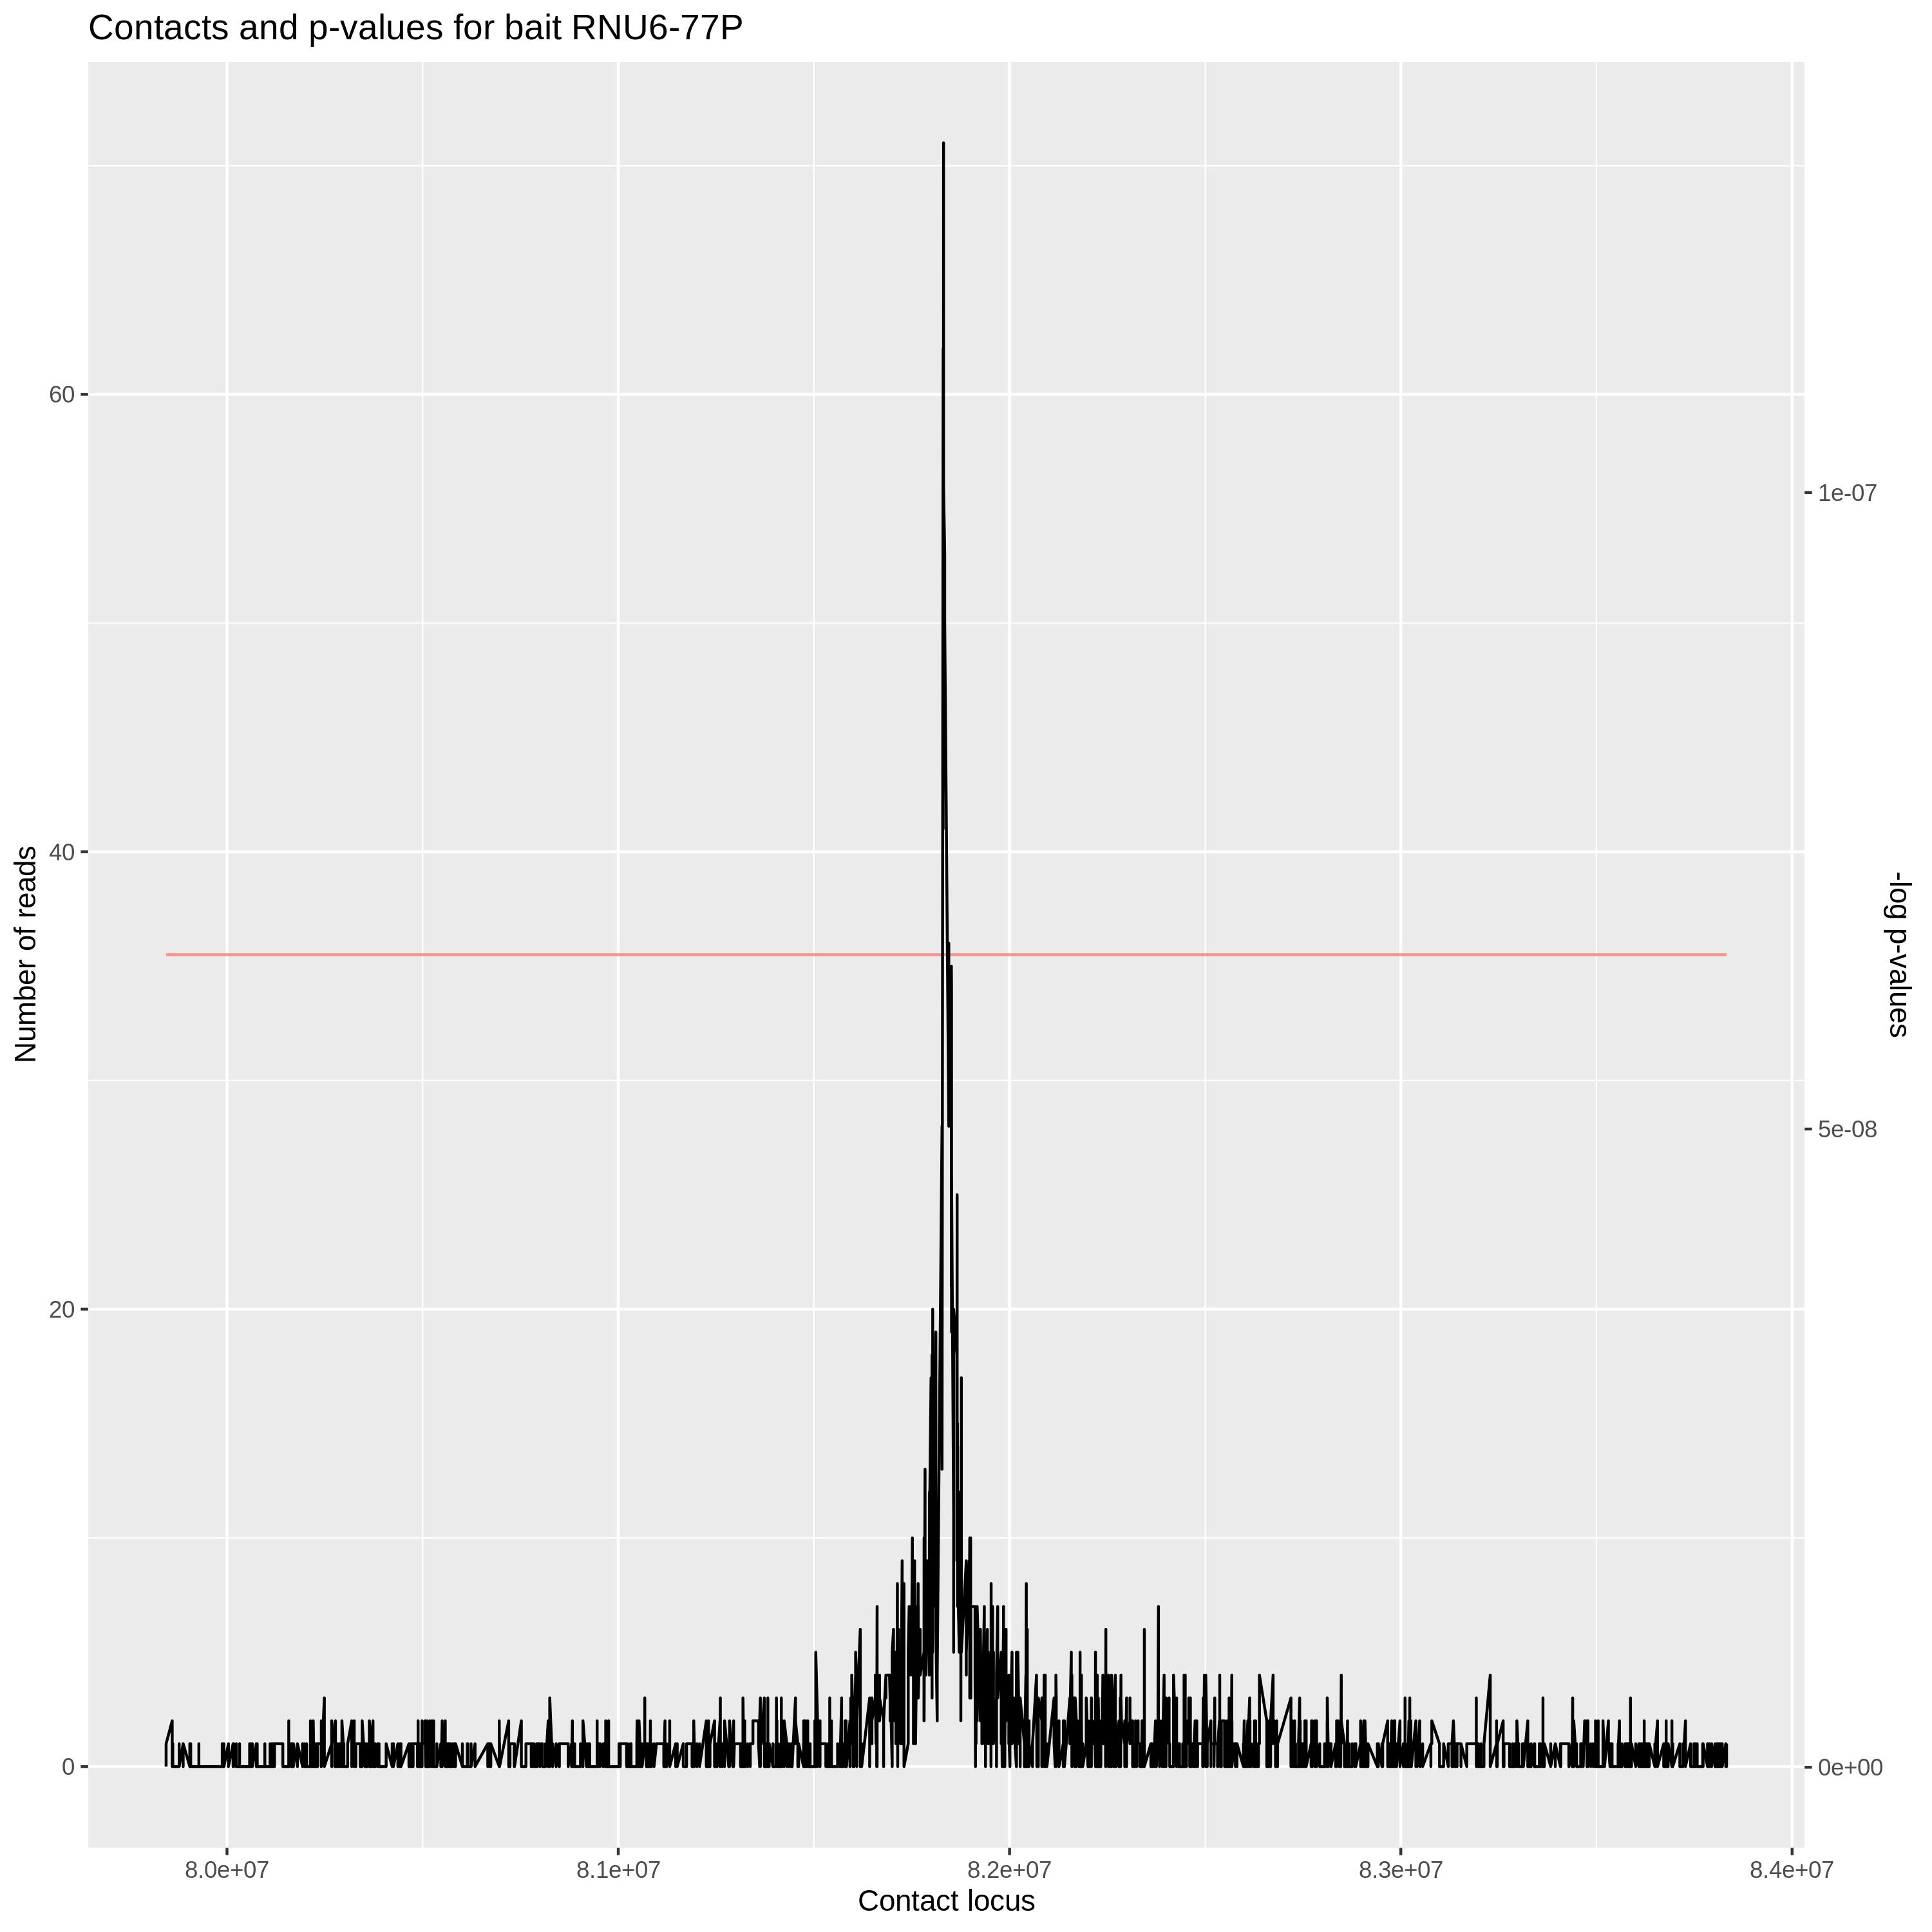 Contacts and p-values for bait RNU6-77P
60
40
20
0
Number of reads
1e-07
5e-08
0e+00
-log p-values
8.0e+07
8.1e+07
8.2e+07
8.3e+07
8.4e+07
Contact locus